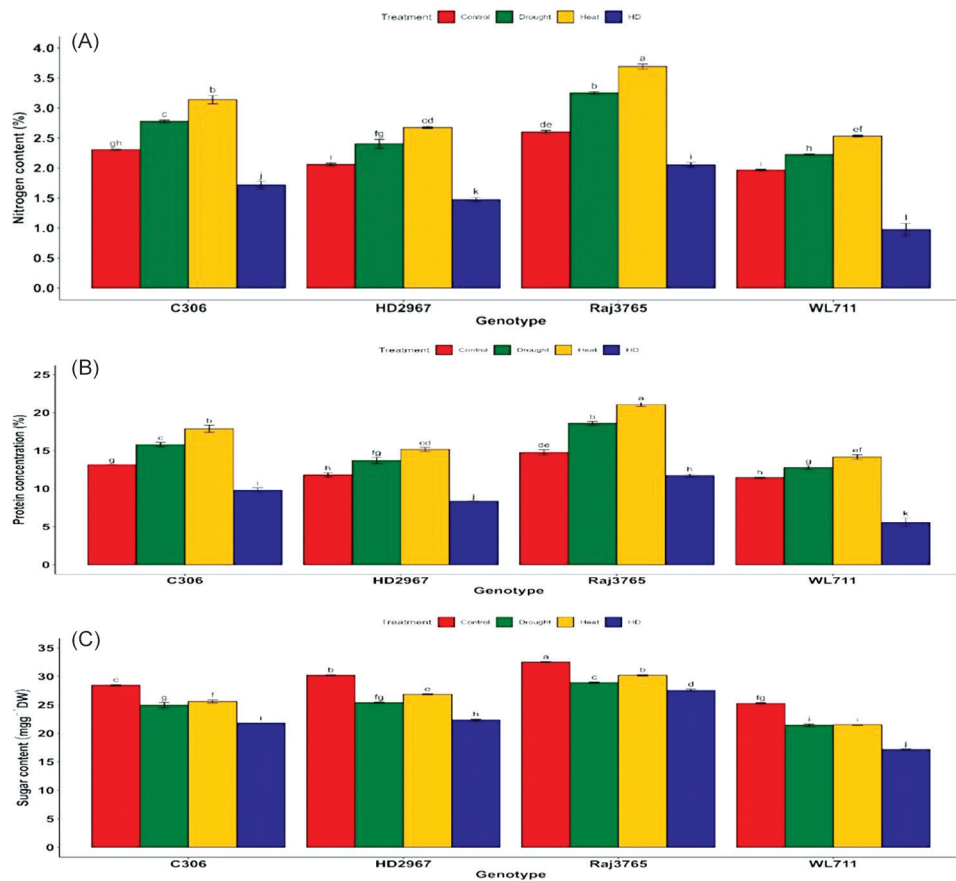 Treatment Control Drought Heat HD
(A)
Nitrogen content (%)
4.0
3.5
3.0
2.5
2.0
1.5
1.0
0.5
0.0
gh c b j
i fg cd k
de b a i
i h ef l
C306 HD2967 Raj3765 WL711
Genotype
Treatment Control Drought Heat HD
(B)
Protein concentration (%)
25
20
15
10
5
0
g c b i
h fg cd j
de b a h
h g ef k
C306 HD2967 Raj3765 WL711
Genotype
Treatment Control Drought Heat HD
(C)
Sugar content (mgg⁻¹DW)
35
30
25
20
15
10
5
0
c g f i
b fg e h
a c b d
fg i i j
C306 HD2967 Raj3765 WL711
Genotype